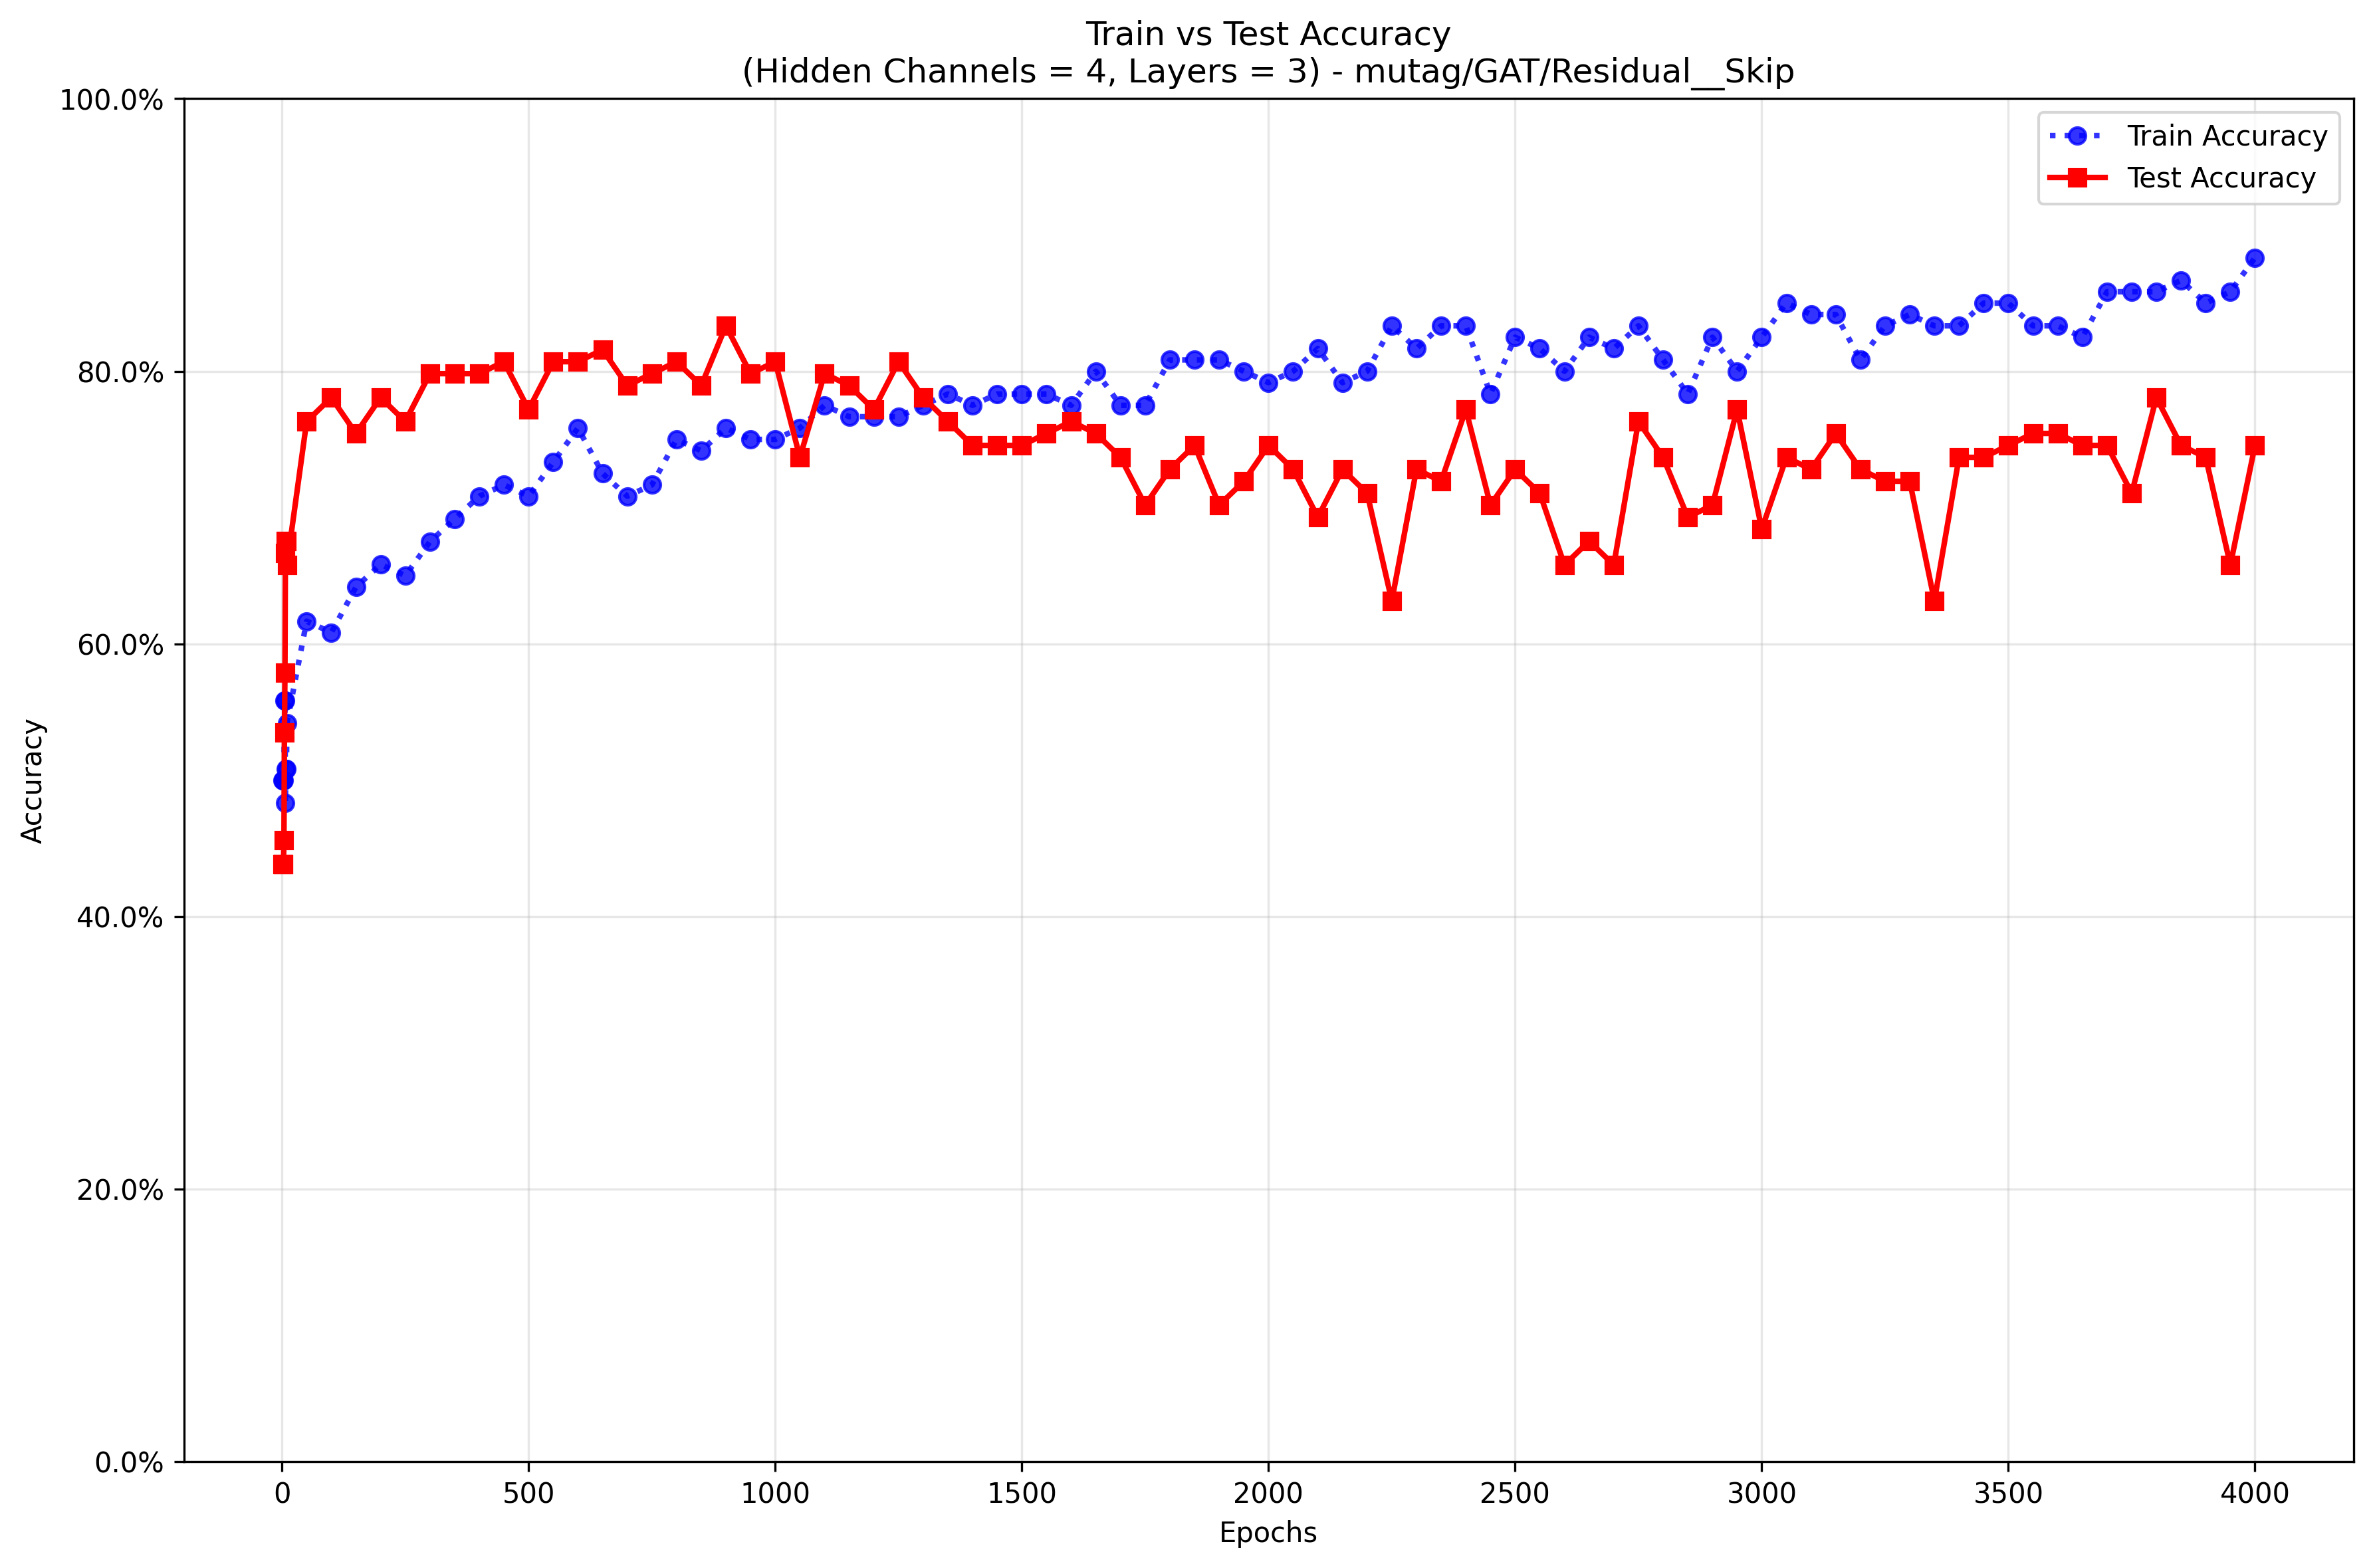 Train vs Test Accuracy
(Hidden Channels = 4, Layers = 3) - mutag/GAT/Residual__Skip
Train Accuracy
Test Accuracy
Accuracy
100.0%
80.0%
60.0%
40.0%
20.0%
0.0%
0 500 1000 1500 2000 2500 3000 3500 4000
Epochs